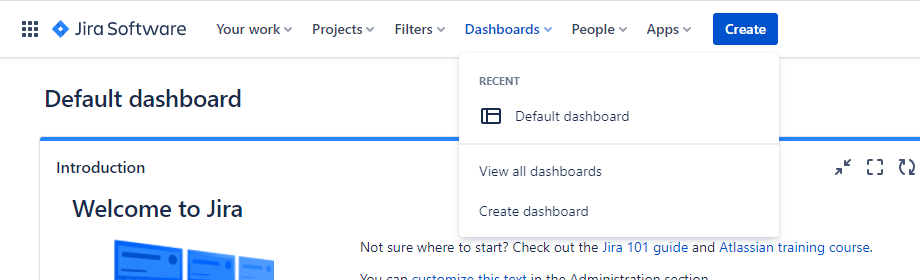 Jira Software Your work Projects Filters Dashboards People Apps Create
RECENT
Default dashboard
Default dashboard
Introduction
View all dashboards
Welcome to Jira
Create dashboard
Not sure where to start? Check out the Jira 101 guide and Atlassian training course.
You can customize this text in the Administration section.